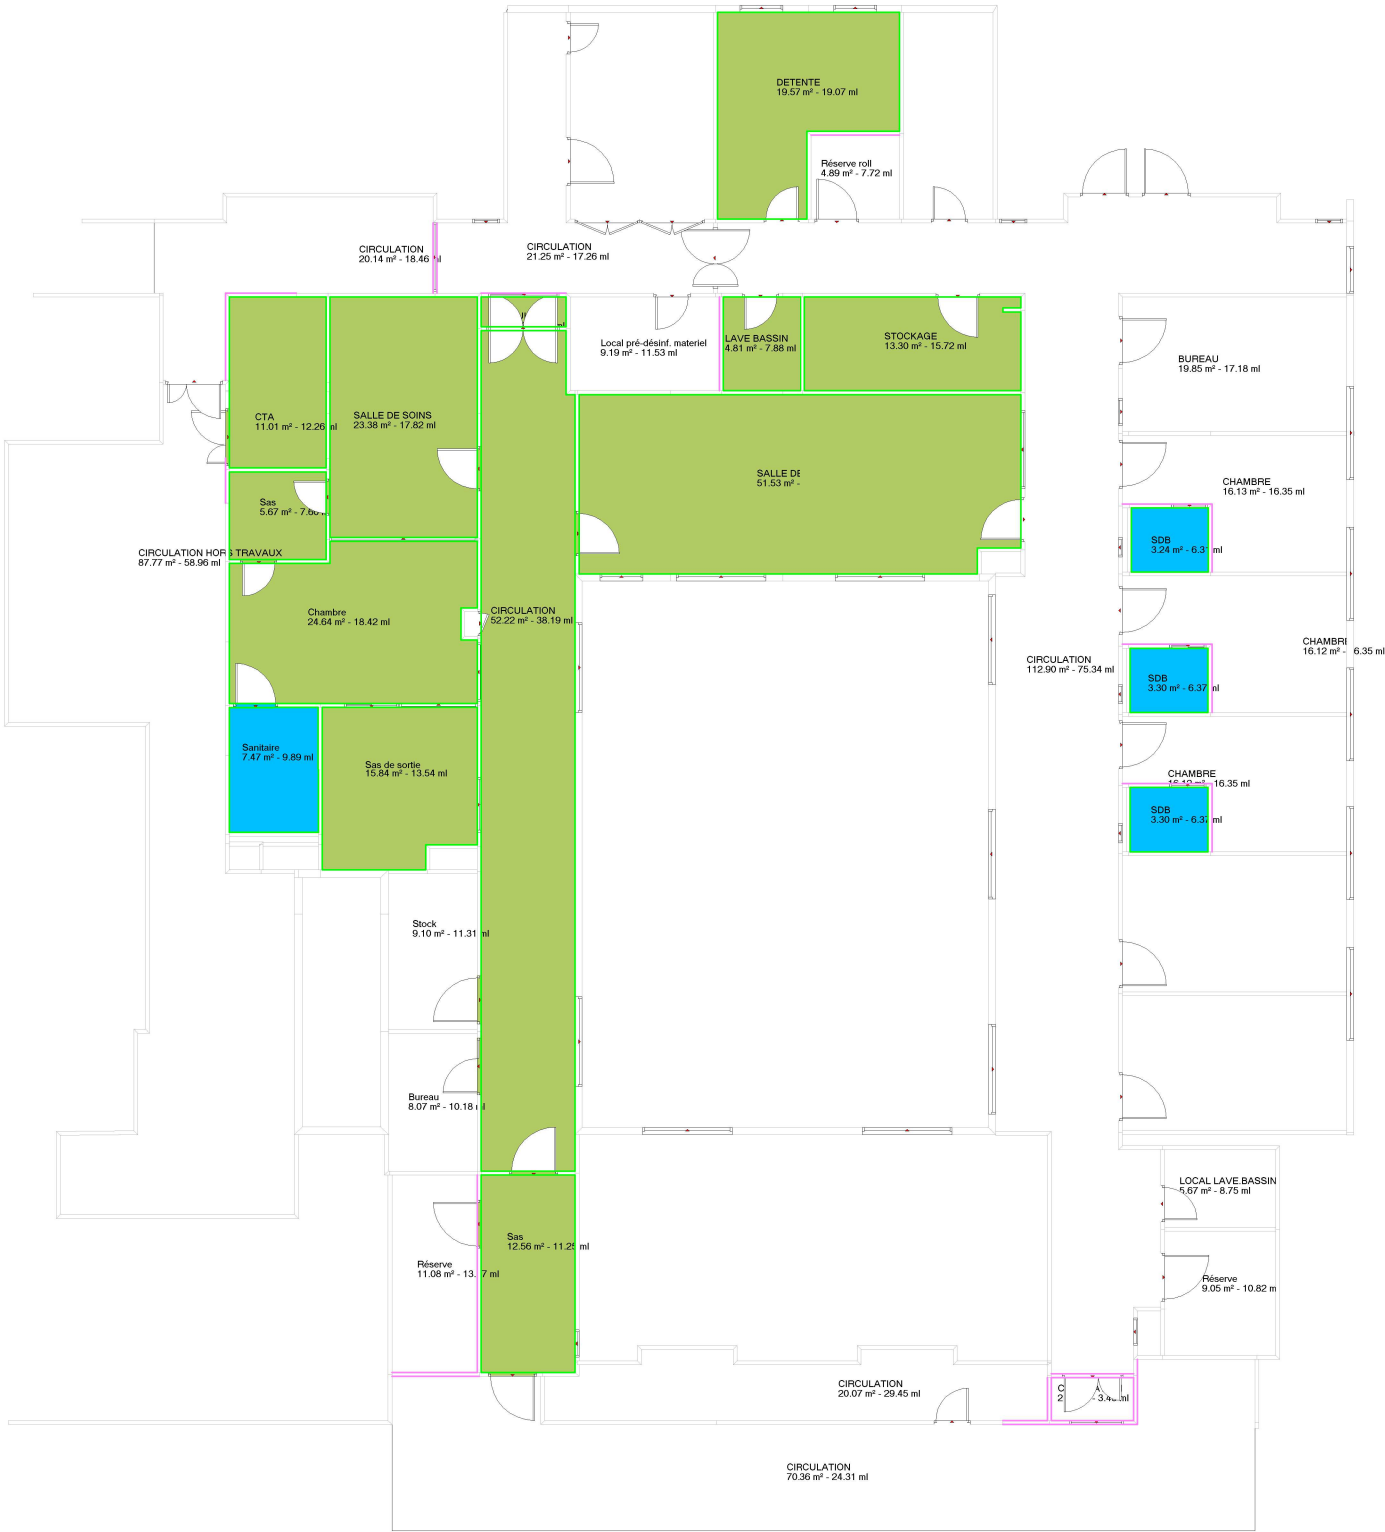 DETENTE
19.57 m² - 19.07 ml
Réserve roll
4.89 m² - 7.72 ml
CIRCULATION
20.14 m² - 18.46
CIRCULATION
21.25 m² - 17.26 ml
Local pré-désinf. materiel
9.19 m² - 11.53 ml
LAVE BASSIN
4.81 m² - 7.88 ml
STOCKAGE
13.30 m² - 15.72 ml
BUREAU
19.85 m² - 17.18 ml
CTA
11.01 m² - 12.26 ml
SALLE DE SOINS
23.38 m² - 17.82 ml
SALLE DE
51.53 m² -
CHAMBRE
16.13 m² - 16.35 ml
Sas
5.67 m² - 7.60
SDB
3.24 m² -
CIRCULATION HORS TRAVAUX
87.77 m² - 58.96 ml
Chambre
24.64 m² - 18.42 ml
CIRCULATION
52.22 m² - 38.19 ml
CHAMBRE
16.12 m² - 6.35 ml
CIRCULATION
112.90 m² - 75.34 ml
SDB
3.30 m² - 6.37 ml
Sanitaire
7.47 m² - 9.89 ml
Sas de sortie
15.84 m² - 13.54 ml
CHAMBRE
16.12 m² - 16.35 ml
SDB
3.30 m² - 6.37 ml
Stock
9.10 m² - 11.31 ml
Bureau
8.07 m² - 10.18
LOCAL LAVE.BASSIN
5.67 m² - 8.75 ml
Sas
12.56 m² - 11.25 ml
Réserve
11.08 m² -
Réserve
9.05 m² - 10.82 m
CIRCULATION
20.07 m² - 29.45 ml
CIRCULATION
70.36 m² - 24.31 ml